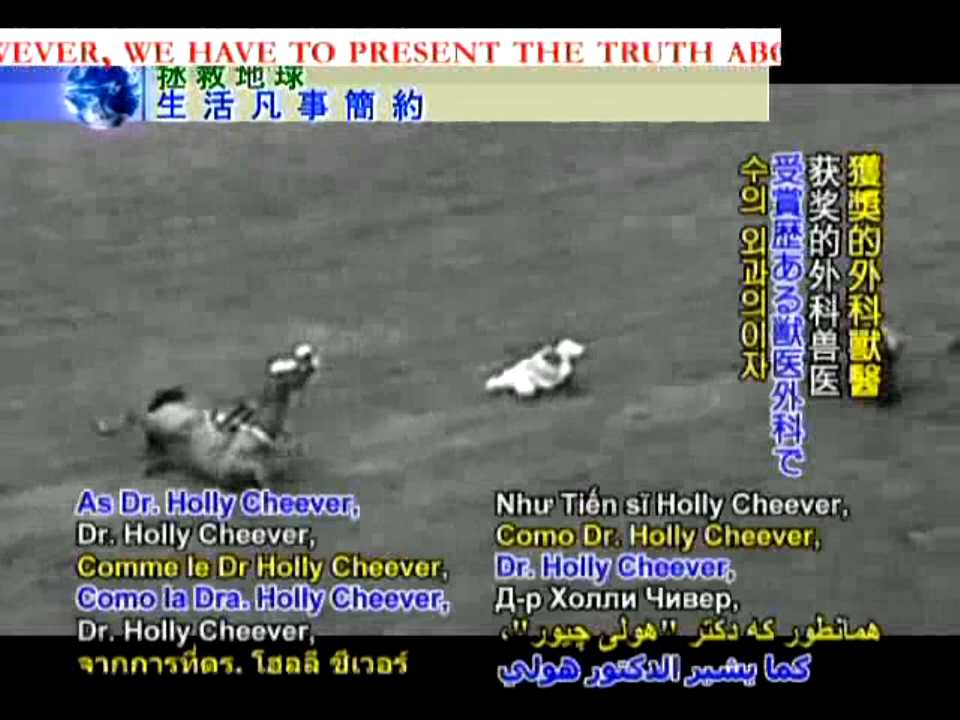 WEVER, WE HAVE TO PRESENT THE TRUTH ABO
拯救地球
生活凡事簡約
獲獎的外科獸醫
获奖的外科兽医
受賞歴ある獣医外科で
수의 외과의이자
As Dr. Holly Cheever,
Dr. Holly Cheever,
Comme le Dr Holly Cheever,
Como la Dra. Holly Cheever,
Dr. Holly Cheever,
จากการที่ดร. โฮลลี ชีเวอร์
Như Tiến sĩ Holly Cheever,
Como Dr. Holly Cheever,
Dr. Holly Cheever,
Д-р Холли Чивер,
همانطور که دکتر "هولی چیور"،
كما يشير الدكتور هولي